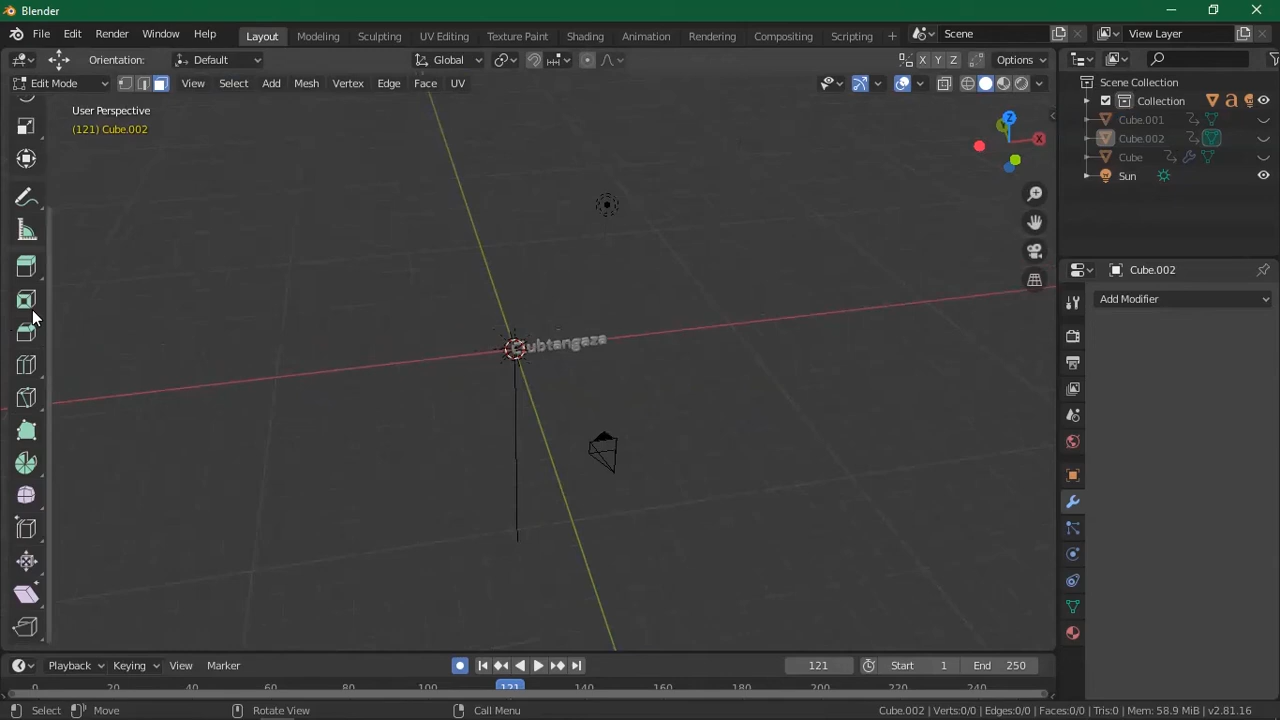 Blender
File Edit Render Window Help Layout Modeling Sculpting UV Editing Texture Paint Shading Animation Rendering Compositing Scripting + Scene View Layer
Orientation: Default Global X Y Z Options
Edit Mode View Select Add Mesh Vertex Edge Face UV
Scene Collection
Collection
Cube.001
Cube.002
Cube
Sun
User Perspective
(121) Cube.002
Z
X
Cube.002
Add Modifier
Playback Keying View Marker 121 Start 1 End 250
0 20 40 60 80 100 121 140 160 180 200 220 240
Select Move Rotate View Call Menu Cube.002 | Verts:0/0 | Edges:0/0 | Faces:0/0 | Tris:0 | Mem: 58.9 MiB | v2.81.16